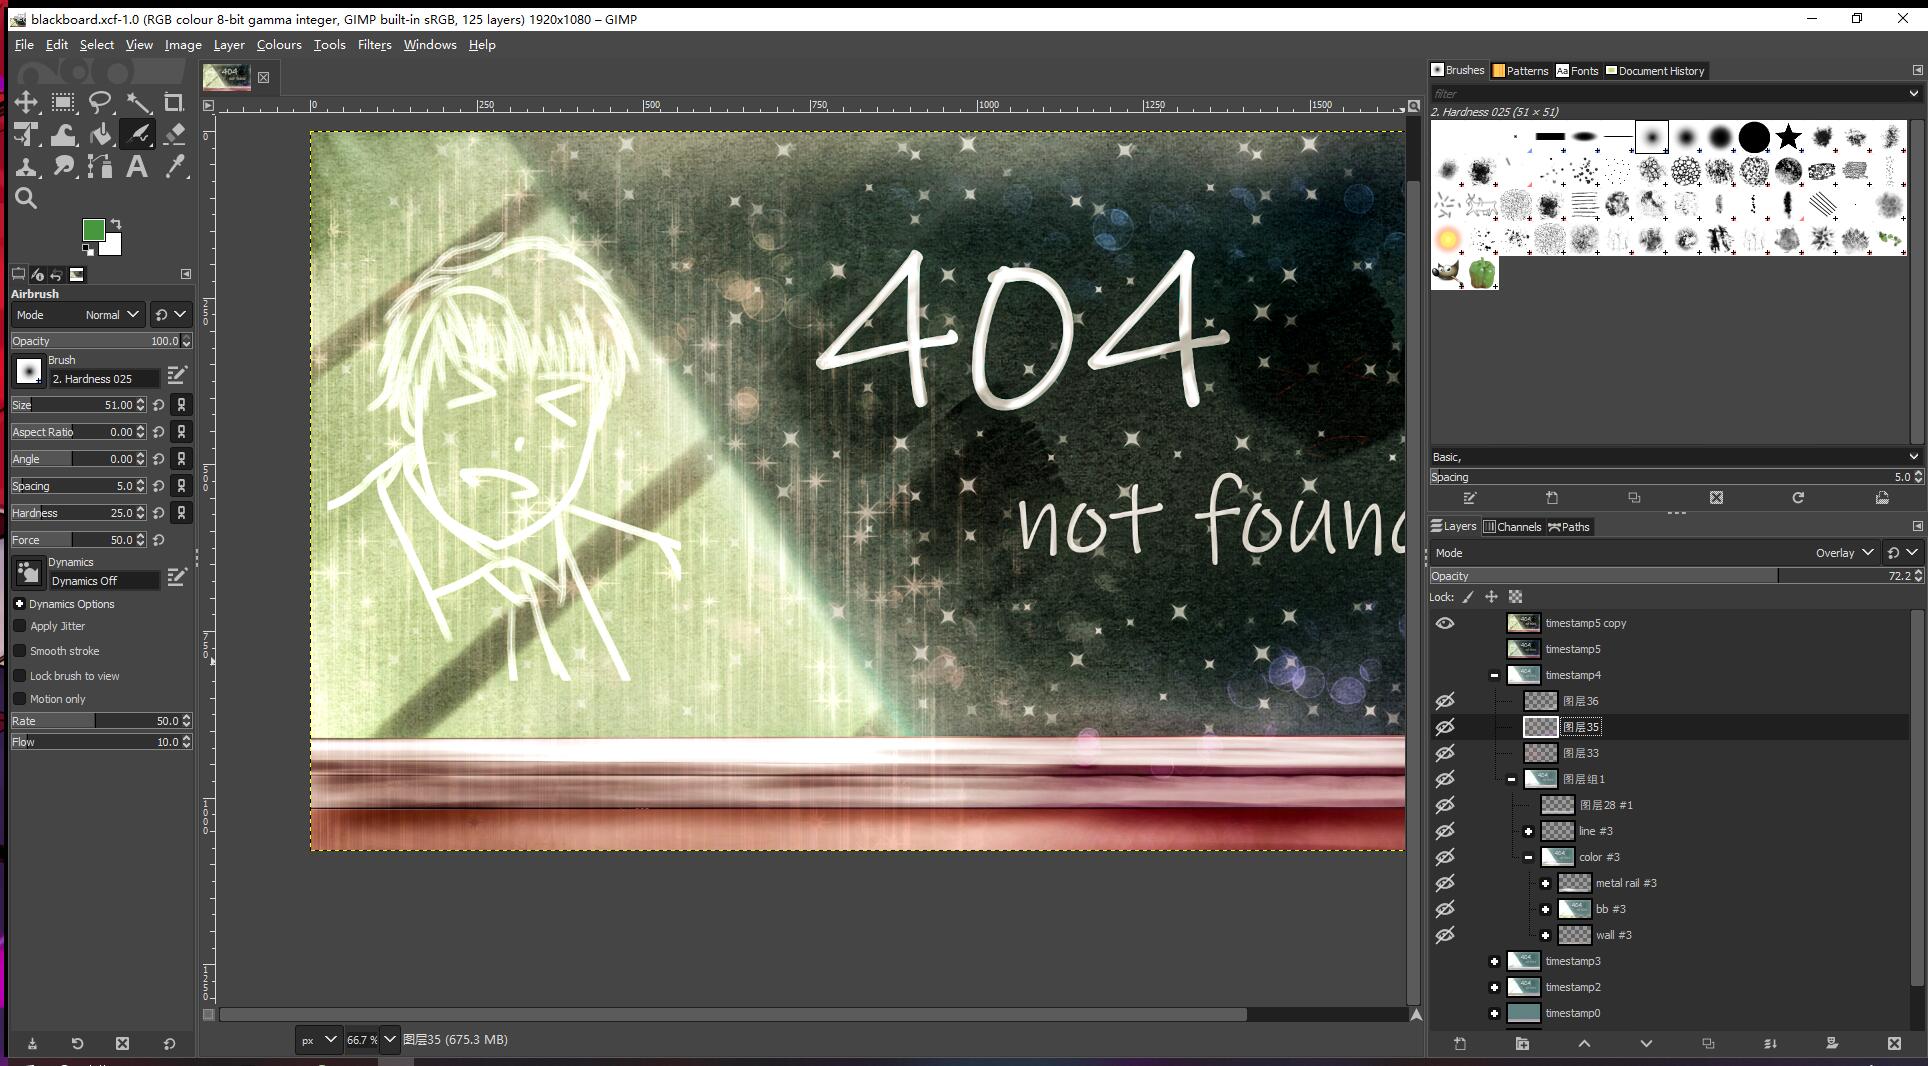 blackboard.xcf-1.0 (RGB colour 8-bit gamma integer, GIMP built-in sRGB, 125 layers) 1920x1080 – GIMP
File Edit Select View Image Layer Colours Tools Filters Windows Help
Airbrush
Mode Normal
Opacity 100.0
Brush
2. Hardness 025
Size 51.00
Aspect Ratio 0.00
Angle 0.00
Spacing 5.0
Hardness 25.0
Force 50.0
Dynamics
Dynamics Off
Dynamics Options
Apply Jitter
Smooth stroke
Lock brush to view
Motion only
Rate 50.0
Flow 10.0
0 250 500 750 1000 1250 1500
0
250
500
750
1000
1250
404
not found
px 66.7 % 图层35 (675.3 MB)
Brushes Patterns Fonts Document History
filter
2. Hardness 025 (51 × 51)
Basic,
Spacing 5.0
Layers Channels Paths
Mode Overlay
Opacity 72.2
Lock:
timestamp5 copy
timestamp5
timestamp4
图层36
图层35
图层33
图层组1
图层28 #1
line #3
color #3
metal rail #3
bb #3
wall #3
timestamp3
timestamp2
timestamp0